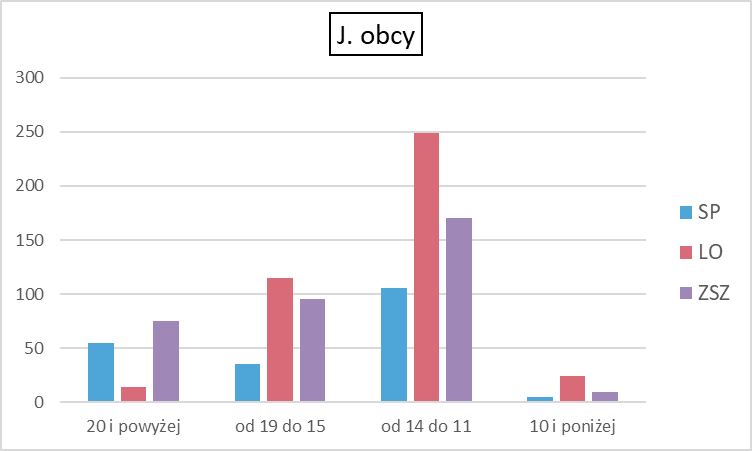 J. obcy
300
250
200
150
100
50
0
20 i powyżej
od 19 do 15
od 14 do 11
10 i poniżej
SP
LO
ZSZ